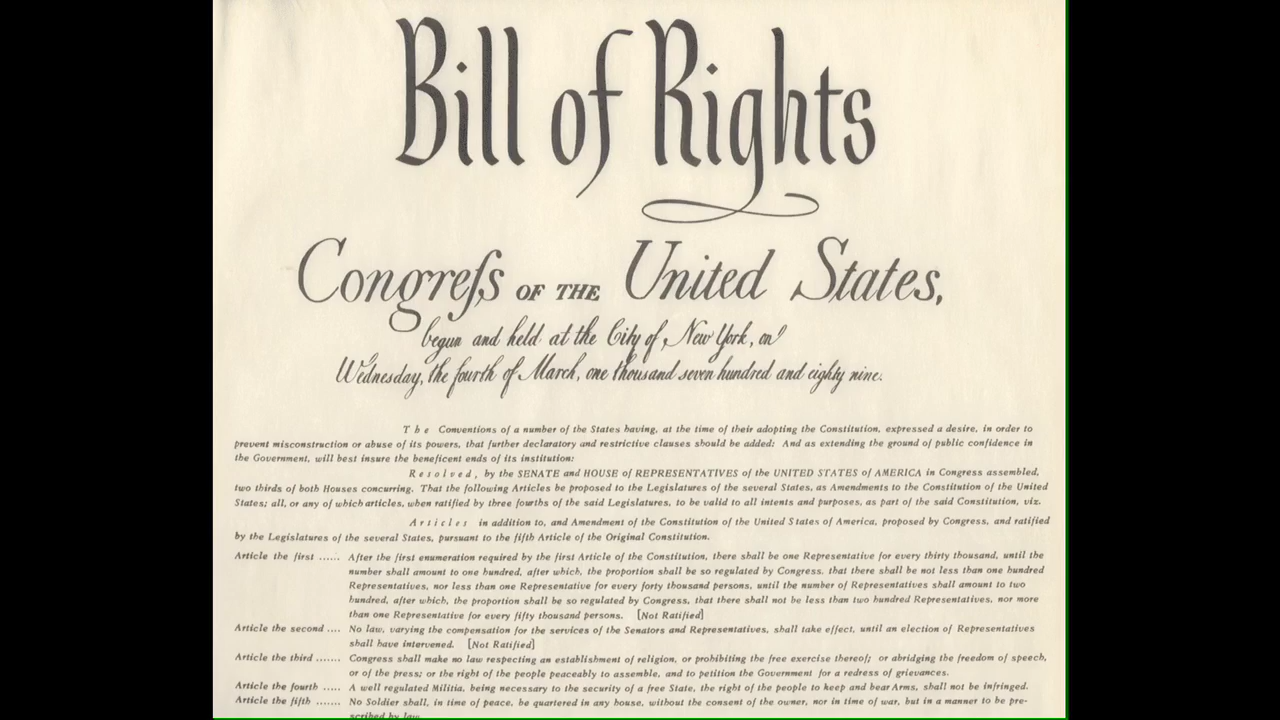 Bill of Rights
Congreſs OF THE United States,
begun and held at the City of New York, on
Wednesday, the fourth of March, one thousand seven hundred and eighty nine.
The Conventions of a number of the States having, at the time of their adopting the Constitution, expressed a desire, in order to
prevent misconstruction or abuse of its powers, that further declaratory and restrictive clauses should be added: And as extending the ground of public confidence in
the Government, will best insure the beneficent ends of its institution:
Resolved, by the SENATE and HOUSE of REPRESENTATIVES of the UNITED STATES of AMERICA in Congress assembled,
two thirds of both Houses concurring. That the following Articles be proposed to the Legislatures of the several States, as Amendments to the Constitution of the United
States; all, or any of which articles, when ratified by three fourths of the said Legislatures, to be valid to all intents and purposes, as part of the said Constitution, viz.
Articles in addition to, and Amendment of the Constitution of the United States of America, proposed by Congress, and ratified
by the Legislatures of the several States, pursuant to the fifth Article of the Original Constitution.
Article the first ...... After the first enumeration required by the first Article of the Constitution, there shall be one Representative for every thirty thousand, until the
number shall amount to one hundred, after which, the proportion shall be so regulated by Congress, that there shall be not less than one hundred
Representatives, nor less than one Representative for every forty thousand persons, until the number of Representatives shall amount to two
hundred, after which, the proportion shall be so regulated by Congress, that there shall not be less than two hundred Representatives, nor more
than one Representative for every fifty thousand persons. [Not Ratified]
Article the second .... No law, varying the compensation for the services of the Senators and Representatives, shall take effect, until an election of Representatives
shall have intervened. [Not Ratified]
Article the third ....... Congress shall make no law respecting an establishment of religion, or prohibiting the free exercise thereof; or abridging the freedom of speech,
or of the press; or the right of the people peaceably to assemble, and to petition the Government for a redress of grievances.
Article the fourth ..... A well regulated Militia, being necessary to the security of a free State, the right of the people to keep and bear Arms, shall not be infringed.
Article the fifth ....... No Soldier shall, in time of peace, be quartered in any house, without the consent of the owner, nor in time of war, but in a manner to be pre-
scribed by law.